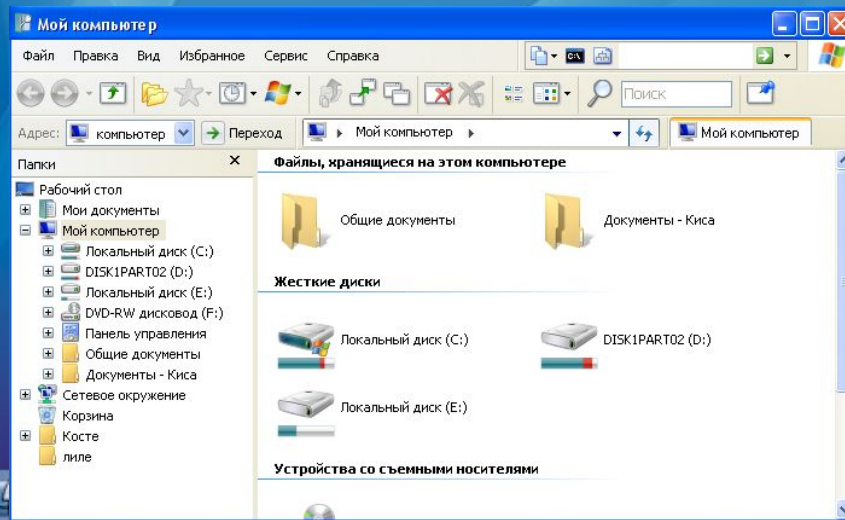 Мой компьютер
Файл Правка Вид Избранное Сервис Справка
Поиск
Адрес: компьютер Переход Мой компьютер Мой компьютер
Папки
Рабочий стол
Мои документы
Мой компьютер
Локальный диск (C:)
DISK1PART02 (D:)
Локальный диск (E:)
DVD-RW дисковод (F:)
Панель управления
Общие документы
Документы - Киса
Сетевое окружение
Корзина
Косте
лиле
Файлы, хранящиеся на этом компьютере
Общие документы
Документы - Киса
Жесткие диски
Локальный диск (C:)
DISK1PART02 (D:)
Локальный диск (E:)
Устройства со съемными носителями